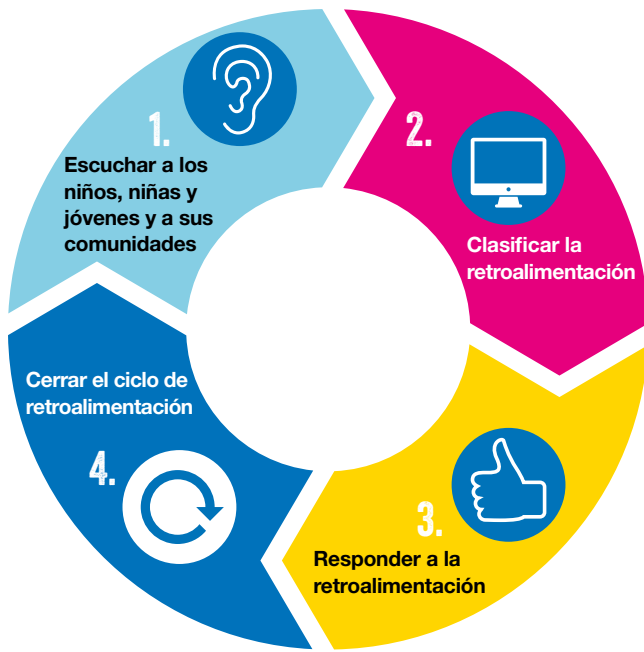 1.
Escuchar a los
niños, niñas y
jóvenes y a sus
comunidades
2.
Clasificar la
retroalimentación
3.
Responder a la
retroalimentación
4.
Cerrar el ciclo de
retroalimentación